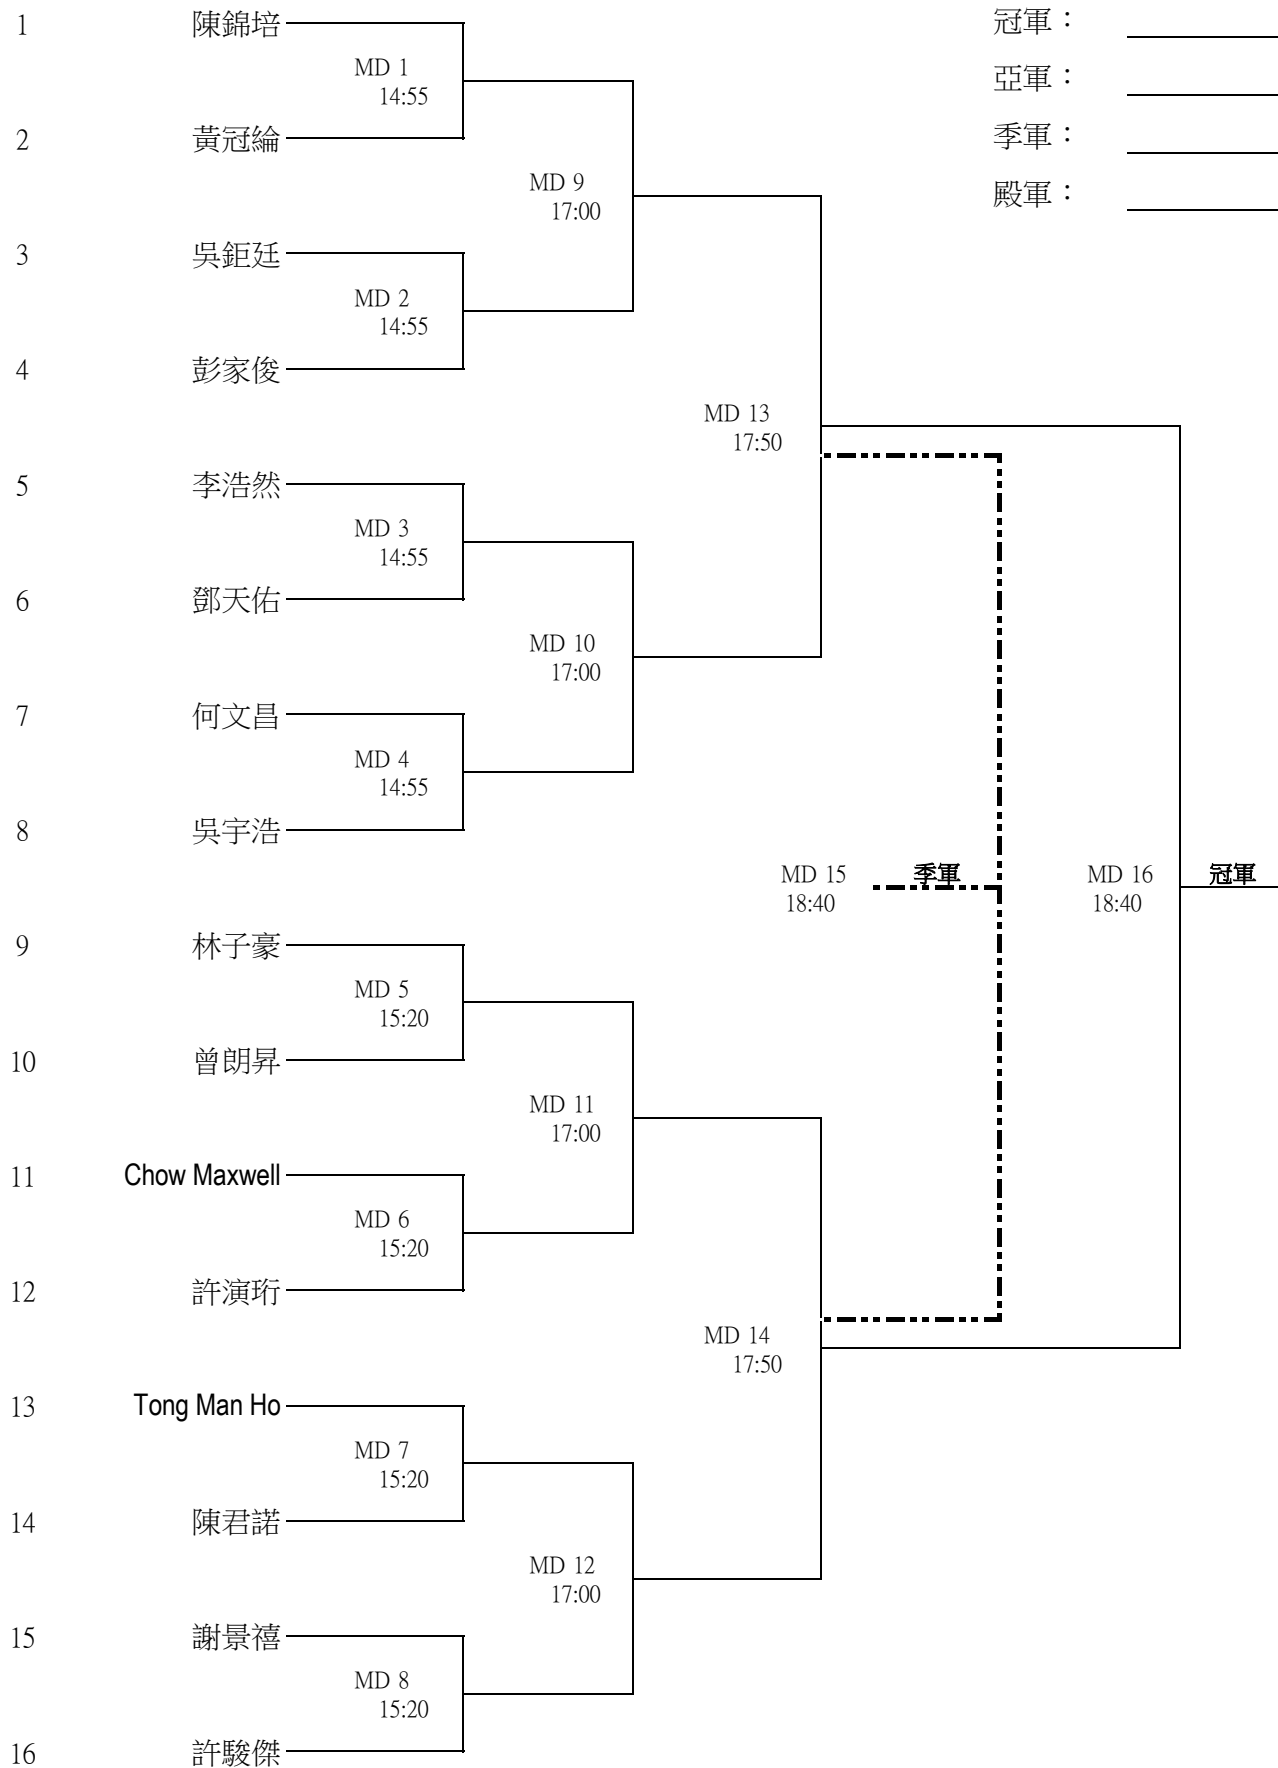 1 陳錦培
冠軍：
MD 1
14:55
亞軍：
2 黃冠綸
季軍：
MD 9
17:00
殿軍：
3 吳鉅廷
MD 2
14:55
4 彭家俊
MD 13
17:50
5 李浩然
MD 3
14:55
6 鄧天佑
MD 10
17:00
7 何文昌
MD 4
14:55
8 吳宇浩
MD 15 季軍 MD 16 冠軍
18:40 18:40
9 林子豪
MD 5
15:20
10 曾朗昇
MD 11
17:00
11 Chow Maxwell
MD 6
15:20
12 許演珩
MD 14
17:50
13 Tong Man Ho
MD 7
15:20
14 陳君諾
MD 12
17:00
15 謝景禧
MD 8
15:20
16 許駿傑